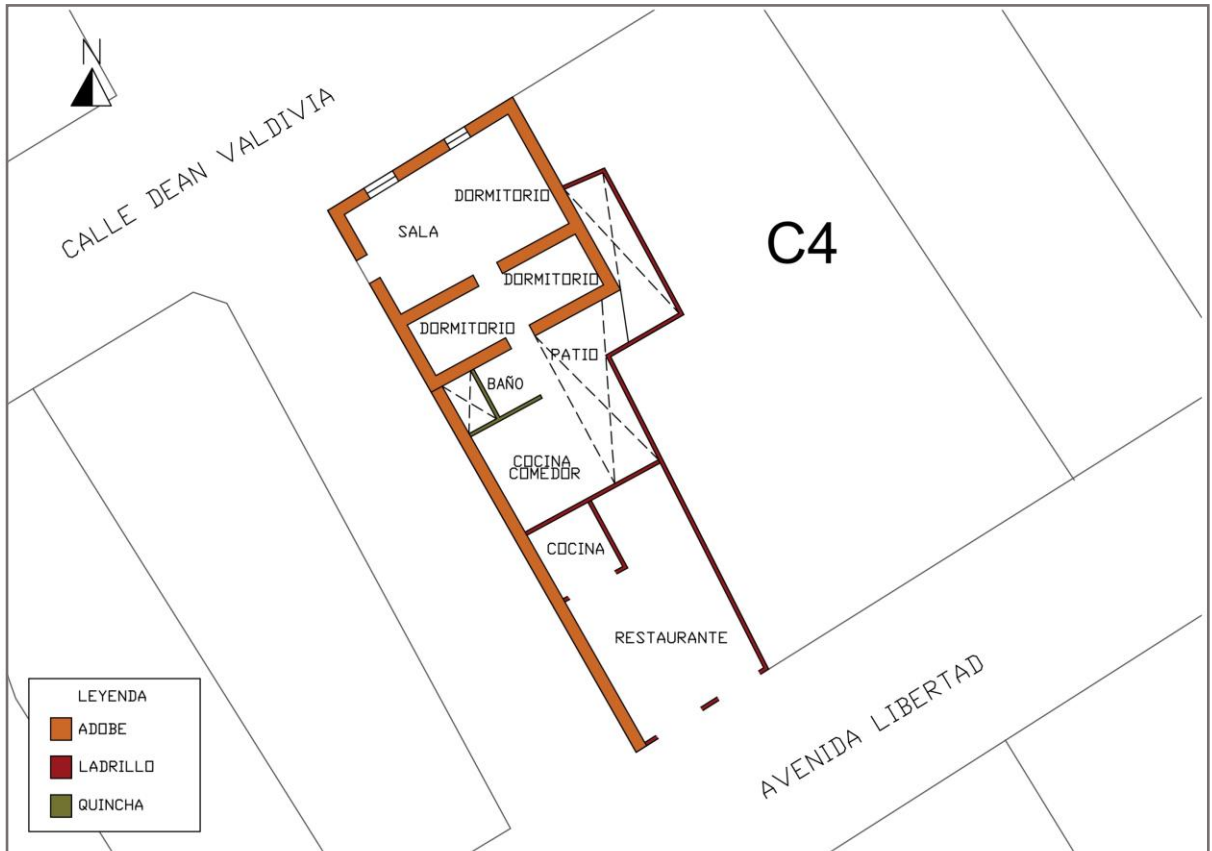 N
CALLE DEAN VALDIVIA
DORMITORIO
SALA
C4
DORMITORIO
DORMITORIO
PATIO
BAÑO
COCINA
COMEDOR
COCINA
RESTAURANTE
AVENIDA LIBERTAD
LEYENDA
ADOBE
LADRILLO
QUINCHA